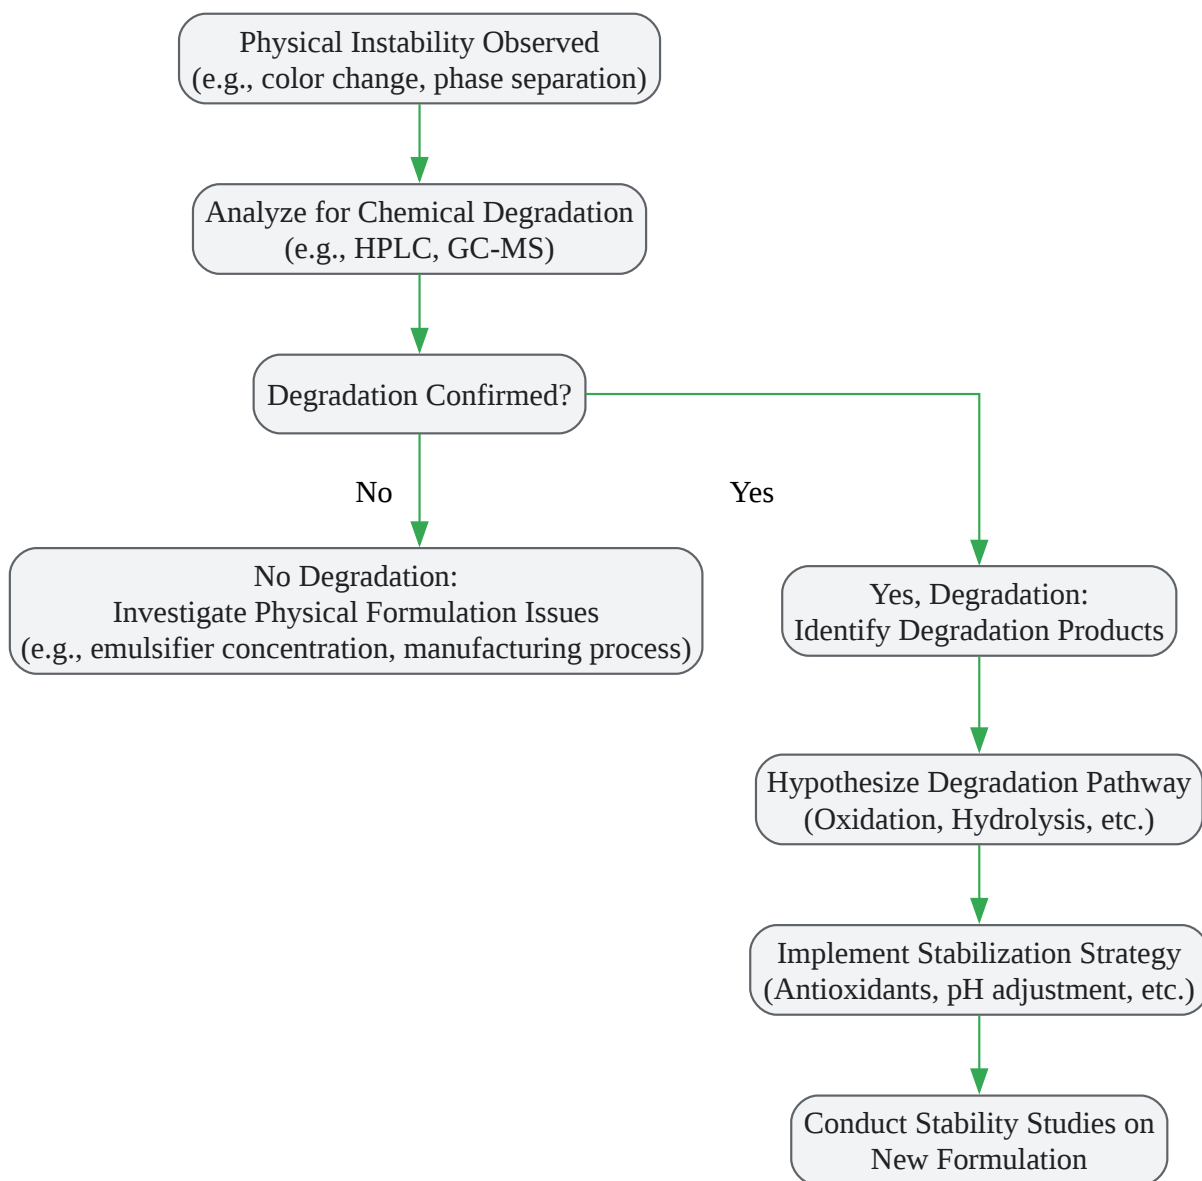 Physical Instability Observed
(e.g., color change, phase separation)
Analyze for Chemical Degradation
(e.g., HPLC, GC-MS)
Degradation Confirmed?
No
Yes
No Degradation:
Investigate Physical Formulation Issues
(e.g., emulsifier concentration, manufacturing process)
Yes, Degradation:
Identify Degradation Products
Hypothesize Degradation Pathway
(Oxidation, Hydrolysis, etc.)
Implement Stabilization Strategy
(Antioxidants, pH adjustment, etc.)
Conduct Stability Studies on
New Formulation